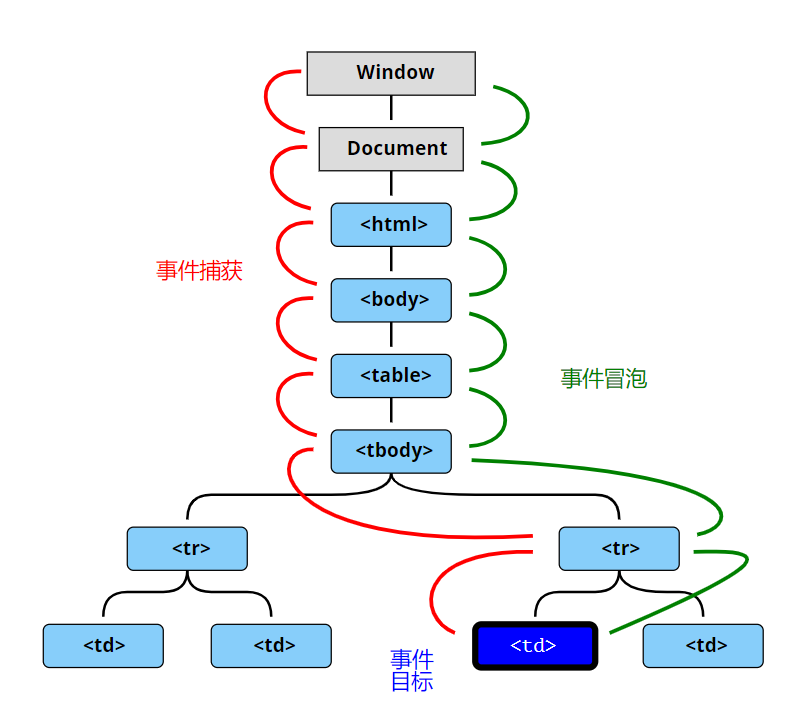 Window
Document
<html>
事件捕获
<body>
<table>
事件冒泡
<tbody>
<tr>
<tr>
<td>
<td>
<td>
<td>
事件
目标